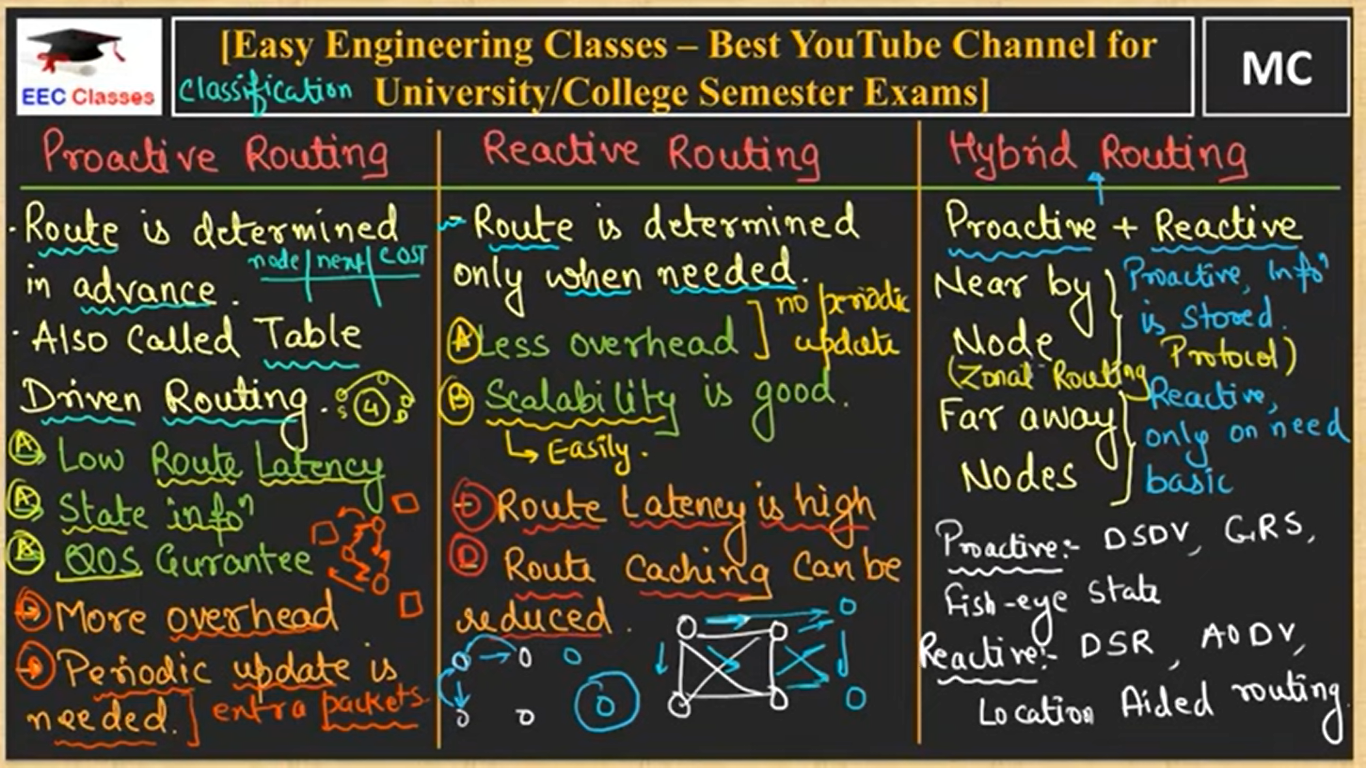 EEC Classes
[Easy Engineering Classes – Best YouTube Channel for
University/College Semester Exams]
Classification
MC
Proactive Routing
· Route is determined
in advance.
node | next | COST
· Also called Table
Driven Routing.
S 4 D
(A) Low Route Latency
(A) State infoⁿ
QOS Gurantee
More overhead
Periodic update is
needed.] extra packets
Reactive Routing
- Route is determined
only when needed.
(A) Less overhead ] no periodic
update
Scalability is good.
↳ Easily.
Route Latency is high
(D) Route caching can be
reduced.
Hybrid Routing
Proactive + Reactive
Near by
Node
} Proactive, Infoⁿ
is stored.
(Zonal Routing Protocol)
Far away
Nodes
} Reactive,
only on need
basic
Proactive:- DSDV, GRS,
Fish-eye state
Reactive:- DSR, AODV,
Location Aided routing.